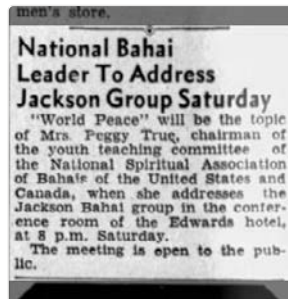 men's store.
National Bahai
Leader To Address
Jackson Group Saturday
"World Peace" will be the topic
of Mrs. Peggy True, chairman of
the youth teaching committee of
the National Spiritual Association
of Bahais of the United States and
Canada, when she addresses the
Jackson Bahai group in the confer-
ence room of the Edwards hotel,
at 8 p.m. Saturday.
The meeting is open to the pub-
lic.